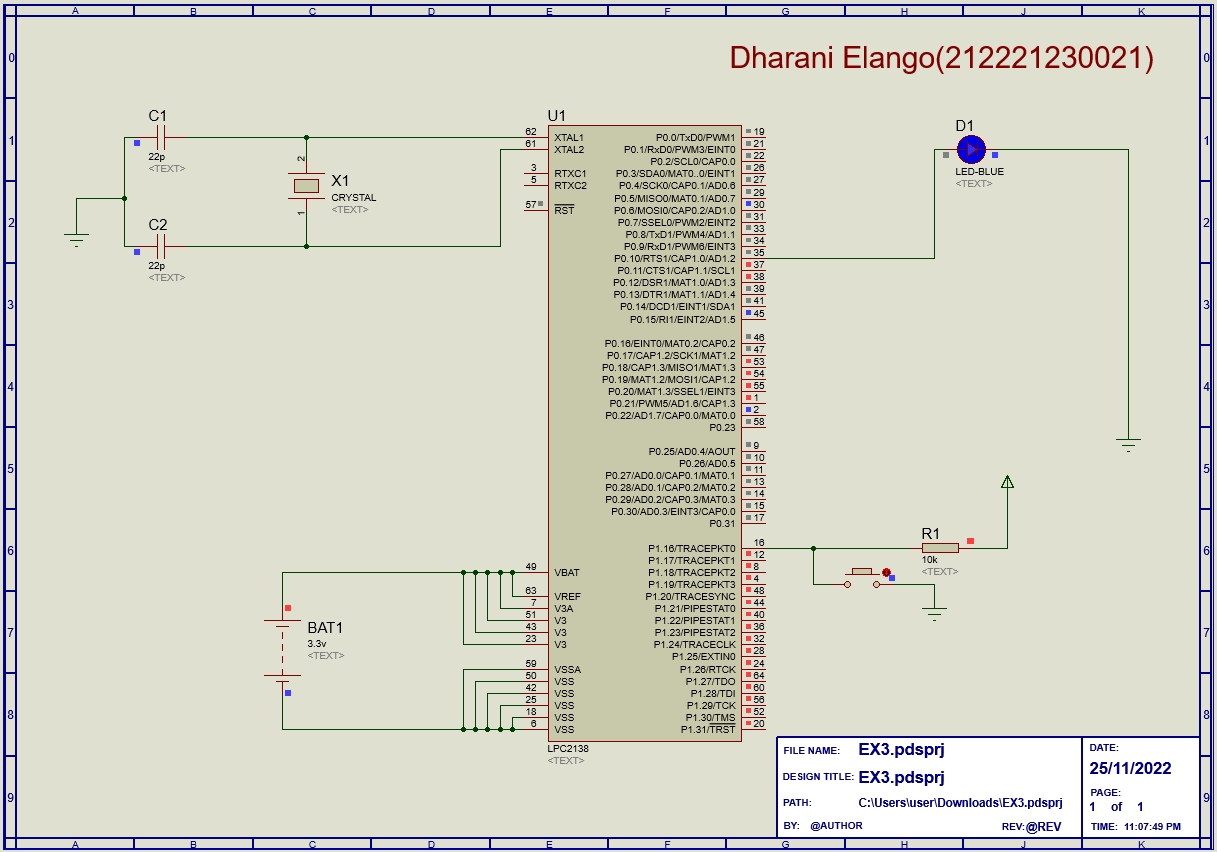 A B C D E F G H J K
Dharani Elango(212221230021)
0 0
1 1
2 2
3 3
4 4
5 5
6 6
7 7
8 8
9 9
C1
22p
<TEXT>
C2
22p
<TEXT>
2
X1
CRYSTAL
<TEXT>
1
U1
62 XTAL1
61 XTAL2
3 RTXC1
5 RTXC2
57 RST
49 VBAT
63 VREF
7 V3A
51 V3
43 V3
23 V3
59 VSSA
50 VSS
42 VSS
25 VSS
18 VSS
6 VSS
P0.0/TxD0/PWM1 19
P0.1/RxD0/PWM3/EINT0 21
P0.2/SCL0/CAP0.0 22
P0.3/SDA0/MAT0..0/EINT1 26
P0.4/SCK0/CAP0.1/AD0.6 27
P0.5/MISO0/MAT0.1/AD0.7 29
P0.6/MOSI0/CAP0.2/AD1.0 30
P0.7/SSEL0/PWM2/EINT2 31
P0.8/TxD1/PWM4/AD1.1 33
P0.9/RxD1/PWM6/EINT3 34
P0.10/RTS1/CAP1.0/AD1.2 35
P0.11/CTS1/CAP1.1/SCL1 37
P0.12/DSR1/MAT1.0/AD1.3 38
P0.13/DTR1/MAT1.1/AD1.4 39
P0.14/DCD1/EINT1/SDA1 41
P0.15/RI1/EINT2/AD1.5 45
P0.16/EINT0/MAT0.2/CAP0.2 46
P0.17/CAP1.2/SCK1/MAT1.2 47
P0.18/CAP1.3/MISO1/MAT1.3 53
P0.19/MAT1.2/MOSI1/CAP1.2 54
P0.20/MAT1.3/SSEL1/EINT3 55
P0.21/PWM5/AD1.6/CAP1.3 1
P0.22/AD1.7/CAP0.0/MAT0.0 2
P0.23 58
P0.25/AD0.4/AOUT 9
P0.26/AD0.5 10
P0.27/AD0.0/CAP0.1/MAT0.1 11
P0.28/AD0.1/CAP0.2/MAT0.2 13
P0.29/AD0.2/CAP0.3/MAT0.3 14
P0.30/AD0.3/EINT3/CAP0.0 15
P0.31 17
P1.16/TRACEPKT0 16
P1.17/TRACEPKT1 12
P1.18/TRACEPKT2 8
P1.19/TRACEPKT3 4
P1.20/TRACESYNC 48
P1.21/PIPESTAT0 44
P1.22/PIPESTAT1 40
P1.23/PIPESTAT2 36
P1.24/TRACECLK 32
P1.25/EXTIN0 28
P1.26/RTCK 24
P1.27/TDO 64
P1.28/TDI 60
P1.29/TCK 56
P1.30/TMS 52
P1.31/TRST 20
LPC2138
<TEXT>
D1
LED-BLUE
<TEXT>
R1
10k
<TEXT>
BAT1
3.3v
<TEXT>
FILE NAME: EX3.pdsprj
DESIGN TITLE: EX3.pdsprj
PATH: C:\Users\user\Downloads\EX3.pdsprj
BY: @AUTHOR REV:@REV
DATE:
25/11/2022
PAGE:
1 of 1
TIME: 11:07:49 PM
A B C D E F G H J K